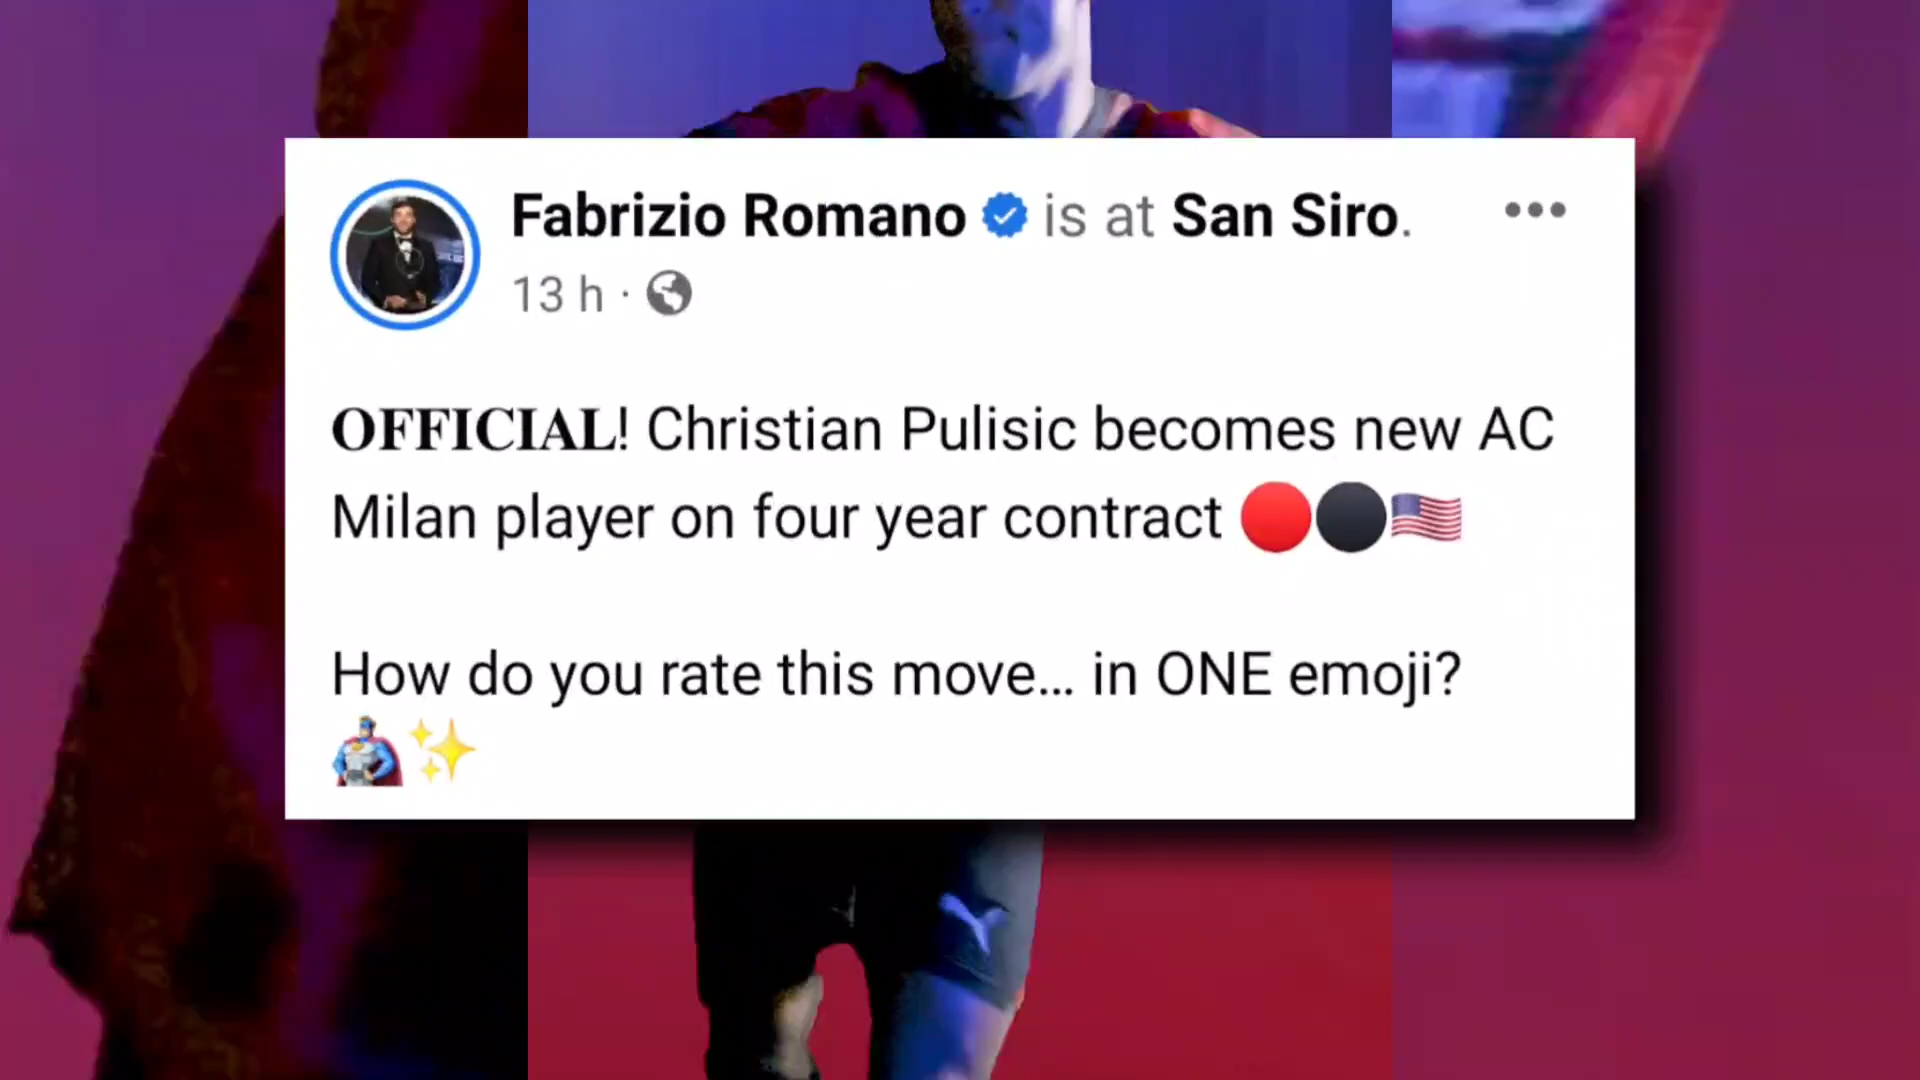 Fabrizio Romano is at San Siro.
13 h ·
OFFICIAL! Christian Pulisic becomes new AC
Milan player on four year contract 🔴⚫🇺🇸
How do you rate this move... in ONE emoji?
🦸‍♂️✨